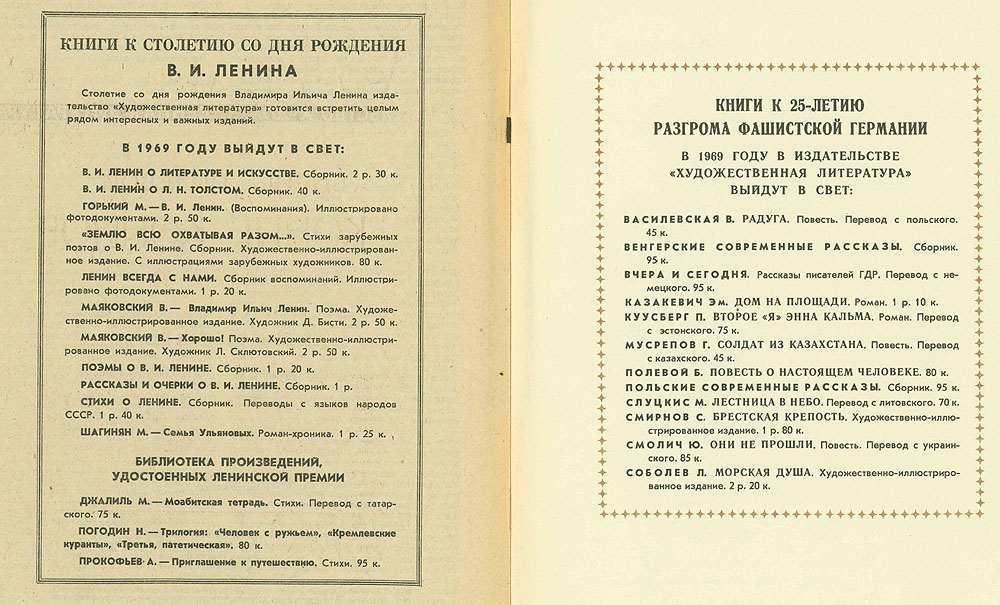 КНИГИ К СТОЛЕТИЮ СО ДНЯ РОЖДЕНИЯ
В. И. ЛЕНИНА
Столетие со дня рождения Владимира Ильича Ленина изда-
тельство «Художественная литература» готовится встретить целым
рядом интересных и важных изданий.
В 1969 ГОДУ ВЫЙДУТ В СВЕТ:
В. И. ЛЕНИН О ЛИТЕРАТУРЕ И ИСКУССТВЕ. Сборник. 2 р. 30 к.
В. И. ЛЕНИН О Л. Н. ТОЛСТОМ. Сборник. 40 к.
ГОРЬКИЙ М.— В. И. Ленин. (Воспоминания). Иллюстрировано
фотодокументами. 2 р. 50 к.
«ЗЕМЛЮ ВСЮ ОХВАТЫВАЯ РАЗОМ...». Стихи зарубежных
поэтов о В. И. Ленине. Сборник. Художественно-иллюстрирован-
ное издание. С иллюстрациями зарубежных художников. 80 к.
ЛЕНИН ВСЕГДА С НАМИ. Сборник воспоминаний. Иллюстри-
ровано фотодокументами. 1 р. 20 к.
МАЯКОВСКИЙ В.— Владимир Ильич Ленин. Поэма. Художе-
ственно-иллюстрированное издание. Художник Д. Бисти. 2 р. 50 к.
МАЯКОВСКИЙ В.— Хорошо! Поэма. Художественно-иллюстри-
рованное издание. Художник Л. Склютовский. 2 р. 50 к.
ПОЭМЫ О В. И. ЛЕНИНЕ. Сборник. 1 р. 20 к.
РАССКАЗЫ И ОЧЕРКИ О В. И. ЛЕНИНЕ. Сборник. 1 р.
СТИХИ О ЛЕНИНЕ. Сборник. Переводы с языков народов
СССР. 1 р. 40 к.
ШАГИНЯН М.— Семья Ульяновых. Роман-хроника. 1 р. 25 к.
БИБЛИОТЕКА ПРОИЗВЕДЕНИЙ,
УДОСТОЕННЫХ ЛЕНИНСКОЙ ПРЕМИИ
ДЖАЛИЛЬ М.— Моабитская тетрадь. Стихи. Перевод с татар-
ского. 75 к.
ПОГОДИН Н.— Трилогия: «Человек с ружьем», «Кремлевские
куранты», «Третья, патетическая». 80 к.
ПРОКОФЬЕВ А.— Приглашение к путешествию. Стихи. 95 к.
КНИГИ К 25-ЛЕТИЮ
РАЗГРОМА ФАШИСТСКОЙ ГЕРМАНИИ
В 1969 ГОДУ В ИЗДАТЕЛЬСТВЕ
«ХУДОЖЕСТВЕННАЯ ЛИТЕРАТУРА»
ВЫЙДУТ В СВЕТ:
ВАСИЛЕВСКАЯ В. РАДУГА. Повесть. Перевод с польского.
45 к.
ВЕНГЕРСКИЕ СОВРЕМЕННЫЕ РАССКАЗЫ. Сборник.
95 к.
ВЧЕРА И СЕГОДНЯ. Рассказы писателей ГДР. Перевод с не-
мецкого. 95 к.
КАЗАКЕВИЧ ЭМ. ДОМ НА ПЛОЩАДИ. Роман. 1 р. 10 к.
КУУСБЕРГ П. ВТОРОЕ «Я» ЭННА КАЛЬМА. Роман. Перевод
с эстонского. 75 к.
МУСРЕПОВ Г. СОЛДАТ ИЗ КАЗАХСТАНА. Повесть. Перевод
с казахского. 45 к.
ПОЛЕВОЙ Б. ПОВЕСТЬ О НАСТОЯЩЕМ ЧЕЛОВЕКЕ. 80 к.
ПОЛЬСКИЕ СОВРЕМЕННЫЕ РАССКАЗЫ. Сборник. 95 к.
СЛУЦКИС М. ЛЕСТНИЦА В НЕБО. Перевод с литовского. 70 к.
СМИРНОВ С. БРЕСТСКАЯ КРЕПОСТЬ. Художественно-иллю-
стрированное издание. 1 р. 80 к.
СМОЛИЧ Ю. ОНИ НЕ ПРОШЛИ. Повесть. Перевод с украин-
ского. 85 к.
СОБОЛЕВ Л. МОРСКАЯ ДУША. Художественно-иллюстриро-
ванное издание. 2 р. 20 к.